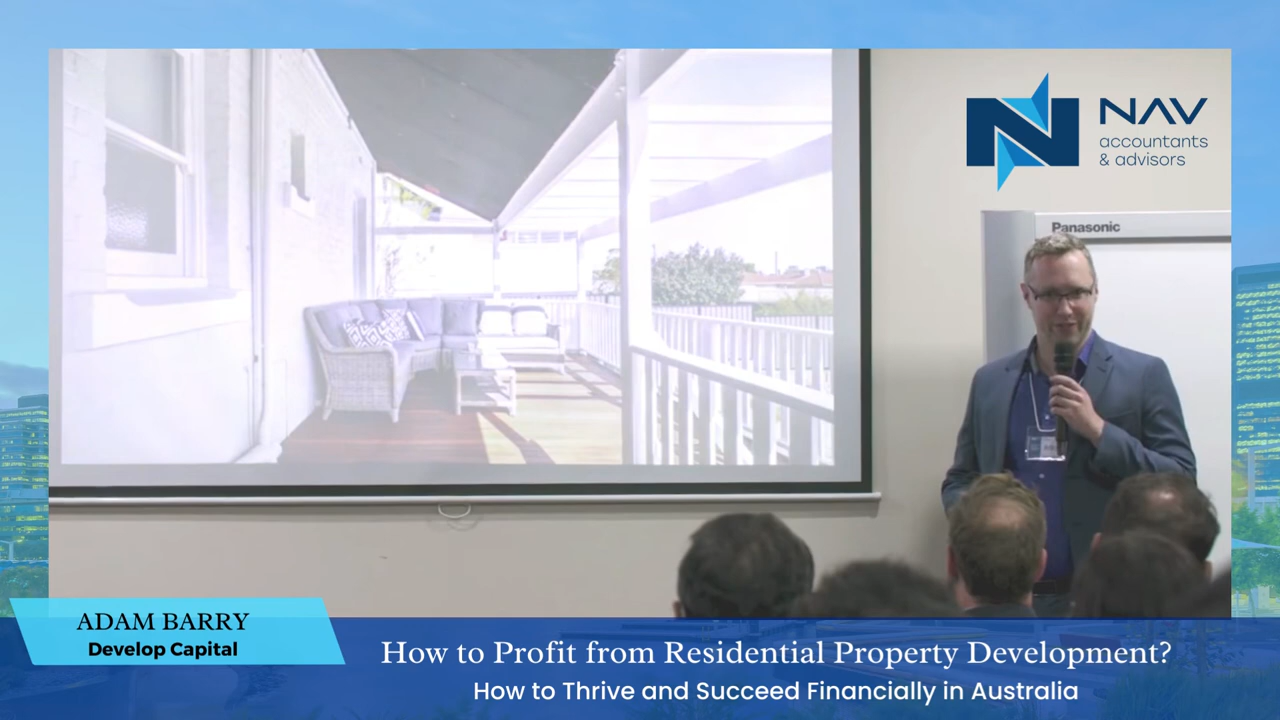 NAV
accountants
& advisors
Panasonic
ADAM BARRY
Develop Capital
How to Profit from Residential Property Development?
How to Thrive and Succeed Financially in Australia